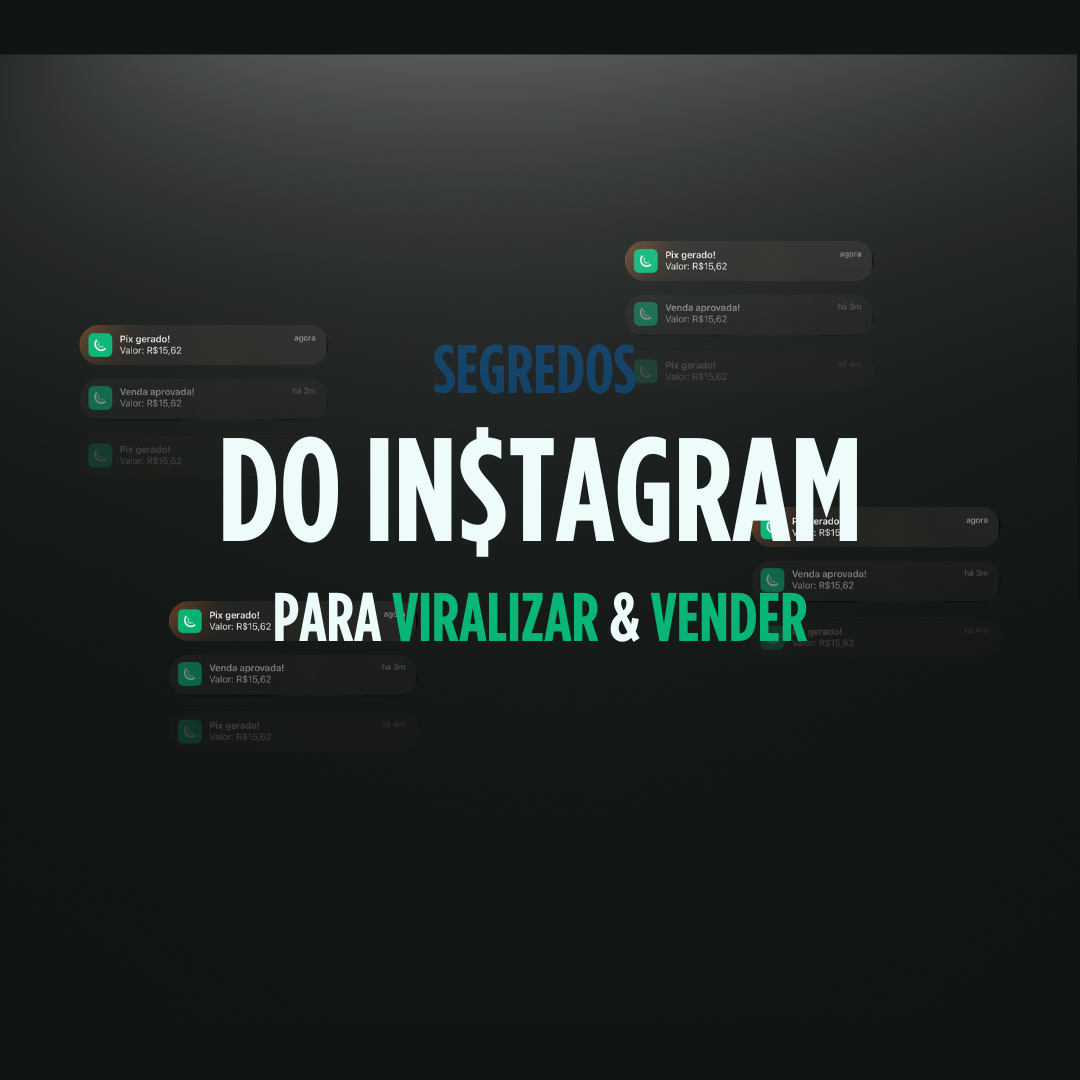 Pix gerado!
agora
Valor: R$15,62
Venda aprovada!
há 3m
Valor: R$15,62
Pix gerado!
há 4m
Valor: R$15,62
Pix gerado!
agora
Valor: R$15,62
Venda aprovada!
há 3m
Valor: R$15,62
Pix gerado!
Valor: R$15,62
SEGREDOS
DO IN$TAGRAM
agora
Venda aprovada!
há 3m
Valor: R$15,62
gerado!
há 4m
Valor: R$15,62
PARA VIRALIZAR & VENDER
Pix gerado!
Valor: R$15,62
Venda aprovada!
há 3m
Valor: R$15,62
Pix gerado!
há 4m
Valor: R$15,62